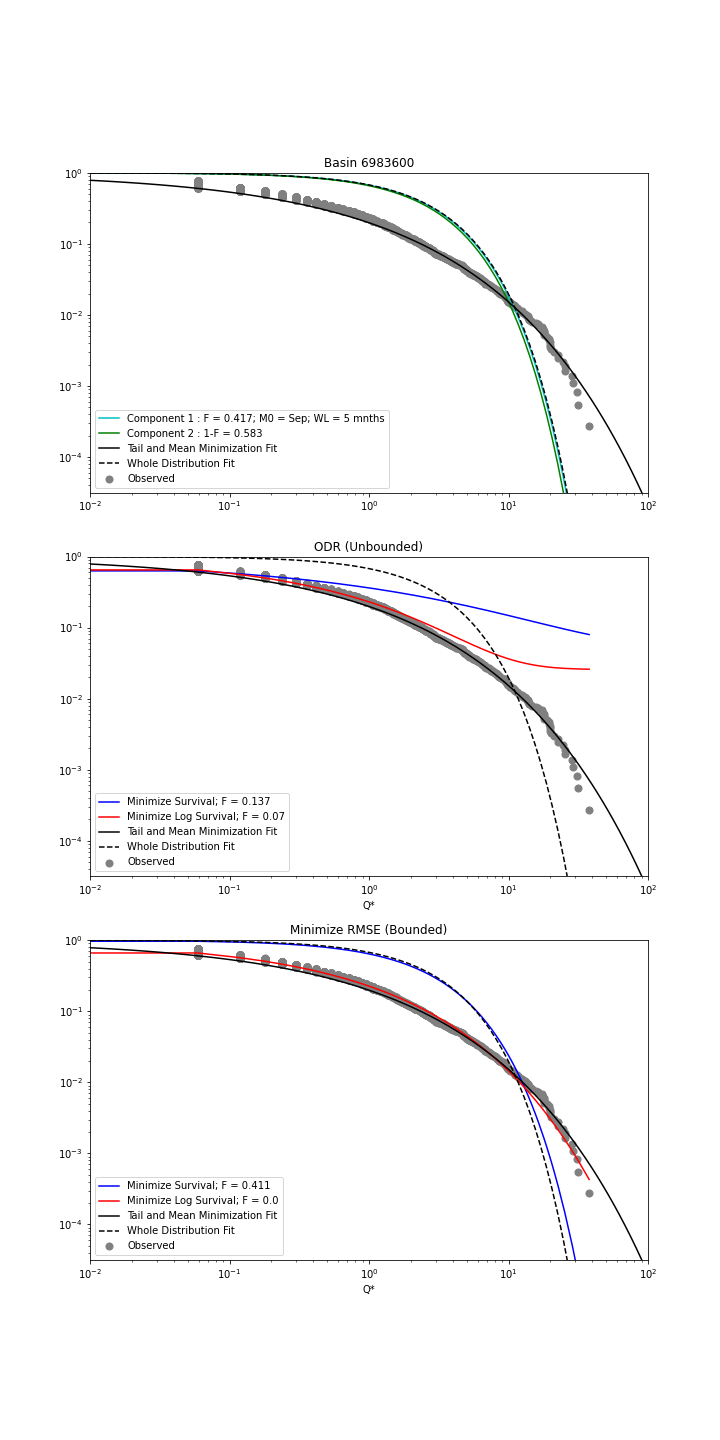 Basin 6983600
10⁰
10⁻¹
10⁻²
10⁻³
10⁻⁴
Component 1 : F = 0.417; M0 = Sep; WL = 5 mnths
Component 2 : 1-F = 0.583
Tail and Mean Minimization Fit
Whole Distribution Fit
Observed
10⁻² 10⁻¹ 10⁰ 10¹ 10²
ODR (Unbounded)
10⁰
10⁻¹
10⁻²
10⁻³
10⁻⁴
Minimize Survival; F = 0.137
Minimize Log Survival; F = 0.07
Tail and Mean Minimization Fit
Whole Distribution Fit
Observed
10⁻² 10⁻¹ 10⁰ 10¹ 10²
Q*
Minimize RMSE (Bounded)
10⁰
10⁻¹
10⁻²
10⁻³
10⁻⁴
Minimize Survival; F = 0.411
Minimize Log Survival; F = 0.0
Tail and Mean Minimization Fit
Whole Distribution Fit
Observed
10⁻² 10⁻¹ 10⁰ 10¹ 10²
Q*